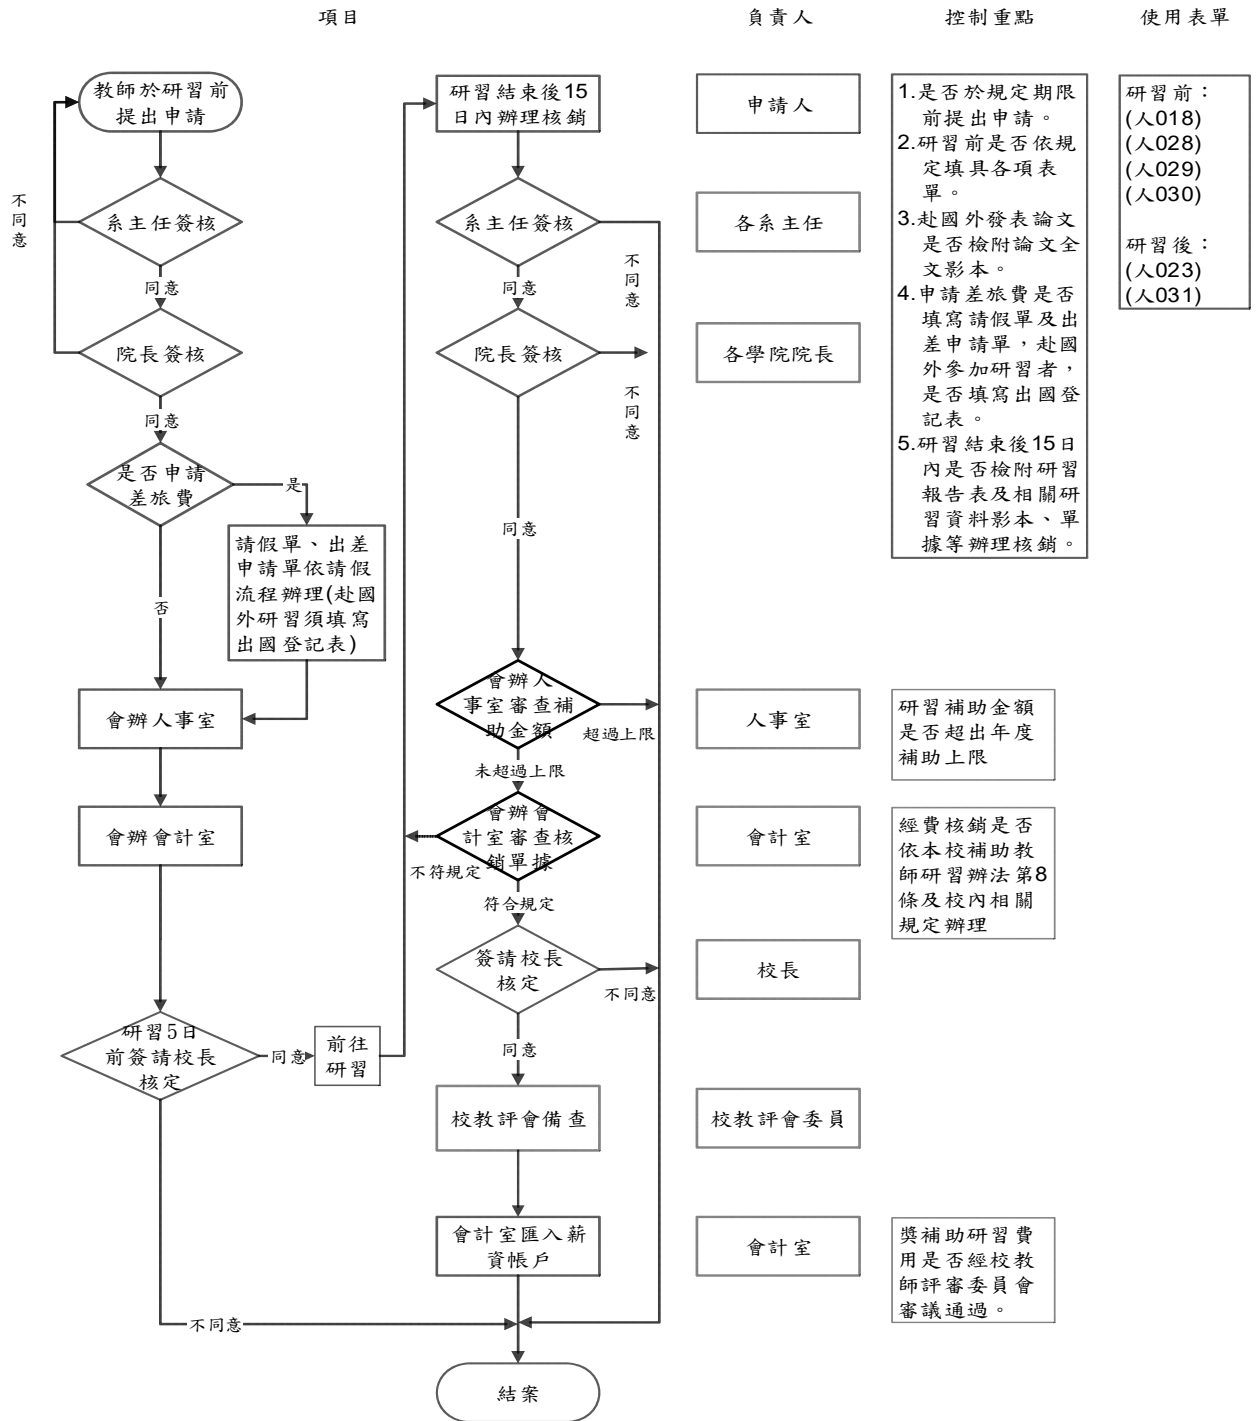 項目
負責人
控制重點
使用表單
教師於研習前
提出申請
不
同
意
系主任簽核
同意
院長簽核
同意
是否申請
差旅費
是
否
請假單、出差
申請單依請假
流程辦理(赴國
外研習須填寫
出國登記表)
會辦人事室
會辦會計室
研習5日
前簽請校長
核定
同意
前往
研習
不同意
研習結束後15
日內辦理核銷
系主任簽核
不
同
意
同意
院長簽核
不
同
意
同意
會辦人
事室審查補
助金額
超過上限
未超過上限
會辦會
計室審查核
銷單據
不符規定
符合規定
簽請校長
核定
不同意
同意
校教評會備查
會計室匯入薪
資帳戶
結案
申請人
各系主任
各學院院長
人事室
會計室
校長
校教評會委員
會計室
1.是否於規定期限
前提出申請。
2.研習前是否依規
定填具各項表
單。
3.赴國外發表論文
是否檢附論文全
文影本。
4.申請差旅費是否
填寫請假單及出
差申請單，赴國
外參加研習者，
是否填寫出國登
記表。
5.研習結束後15日
內是否檢附研習
報告表及相關研
習資料影本、單
據等辦理核銷。
研習補助金額
是否超出年度
補助上限
經費核銷是否
依本校補助教
師研習辦法第8
條及校內相關
規定辦理
獎補助研習費
用是否經校教
師評審委員會
審議通過。
研習前：
(人018)
(人028)
(人029)
(人030)
研習後：
(人023)
(人031)